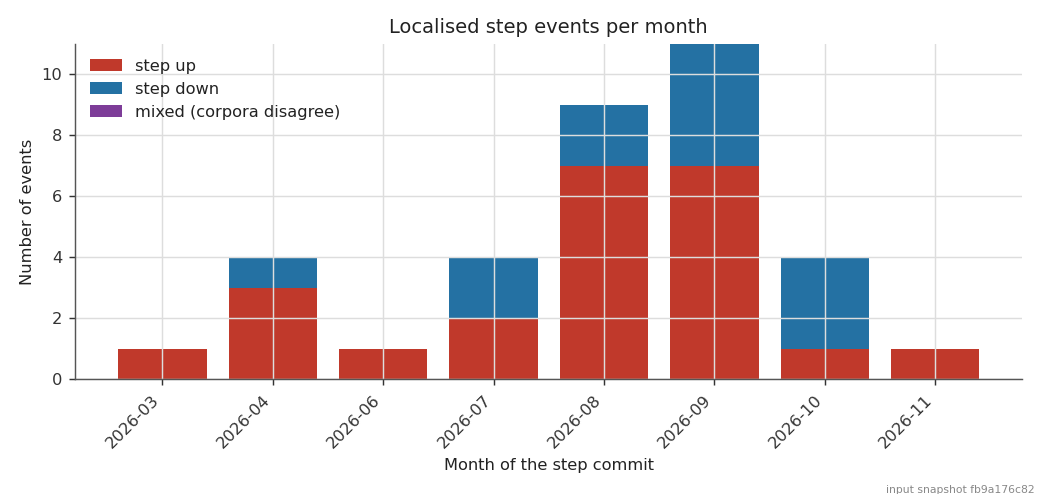 Localised step events per month
step up
step down
mixed (corpora disagree)
Number of events
10
8
6
4
2
0
2026-03
2026-04
2026-06
2026-07
2026-08
2026-09
2026-10
2026-11
Month of the step commit
input snapshot fb9a176c82